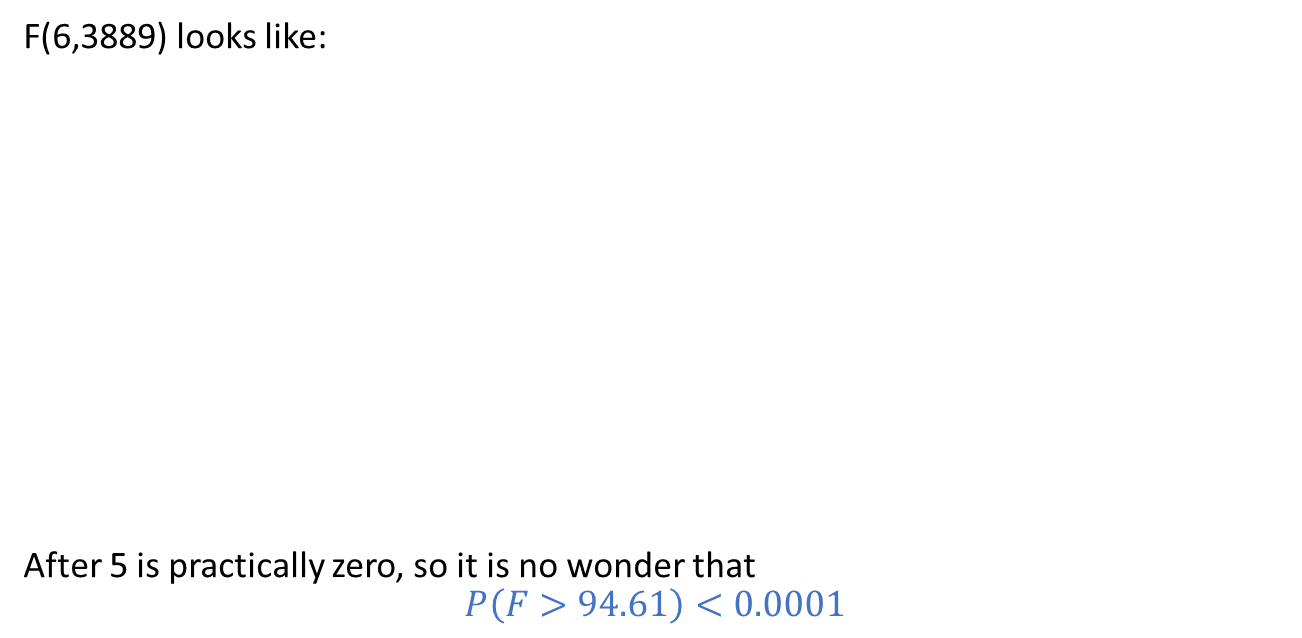 F(6,3889) looks like:
After 5 is practically zero, so it is no wonder that
P(F > 94.61) < 0.0001